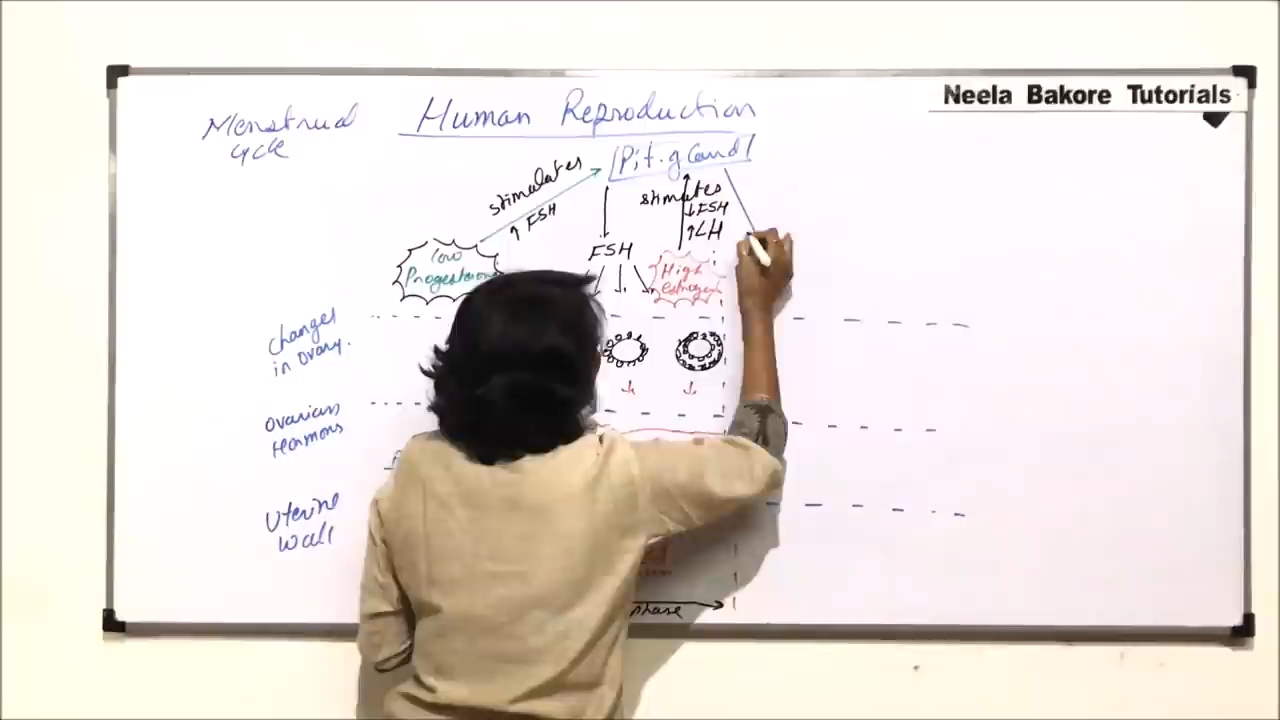 Neela Bakore Tutorials
Menstrual
cycle
Human Reproduction
Pit. gland
stimulates
↑ FSH
stimulates
↓FSH
↑LH
FSH
low
Progesterone
High
estrogen
changes
in ovary.
ovarian
Hormons
Uterine
wall
phase